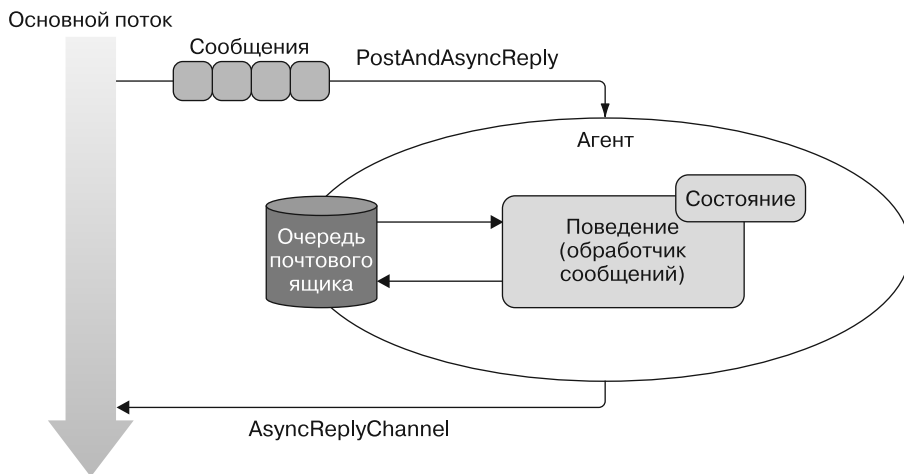 Основной поток
Сообщения
PostAndAsyncReply
Агент
Состояние
Очередь
почтового
ящика
Поведение
(обработчик
сообщений)
AsyncReplyChannel